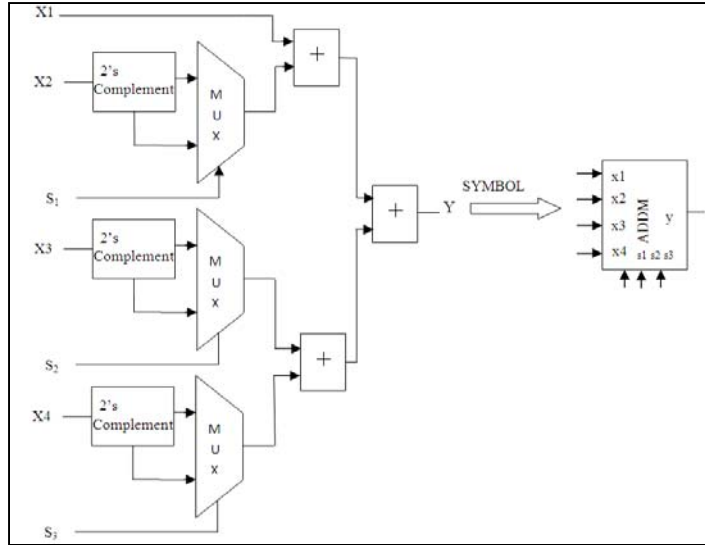 X1
X2
2's
Complement
M
U
X
+
S1
X3
2's
Complement
M
U
X
S2
+
Y
SYMBOL
x1
x2
x3
x4
ADDM
y
s1 s2 s3
+
X4
2's
Complement
M
U
X
S3